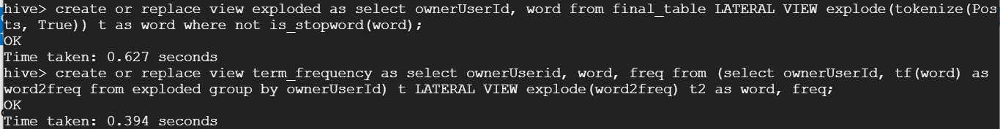 hive> create or replace view exploded as select ownerUserId, word from final_table LATERAL VIEW explode(tokenize(Pos
ts, True)) t as word where not is_stopword(word);
OK
Time taken: 0.627 seconds
hive> create or replace view term_frequency as select ownerUserid, word, freq from (select ownerUserId, tf(word) as
word2freq from exploded group by ownerUserId) t LATERAL VIEW explode(word2freq) t2 as word, freq;
OK
Time taken: 0.394 seconds